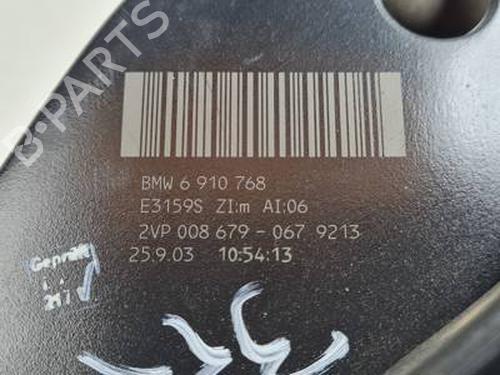 BMW 6 910 768
E3159S ZI:m AI:06
2VP 008 679 - 067 9213
25.9.03 10:54:13